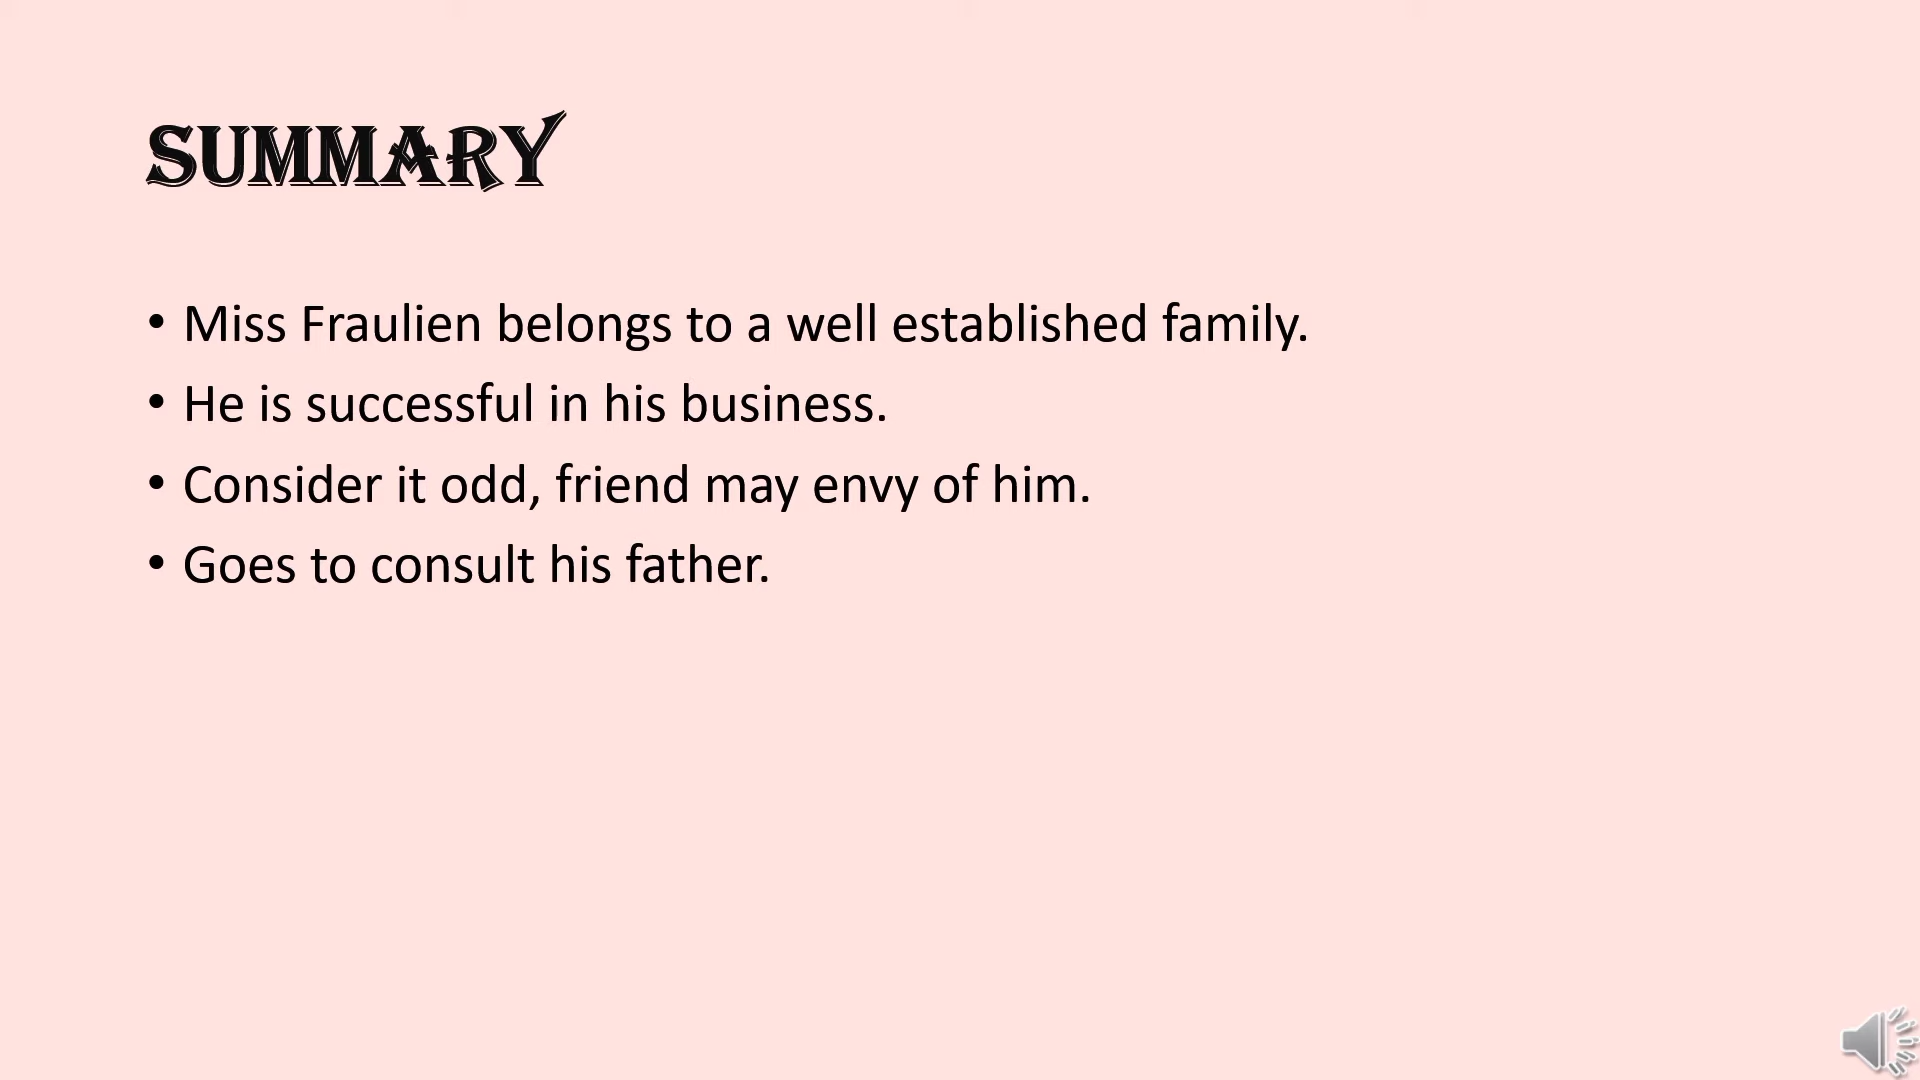 SUMMARY
• Miss Fraulien belongs to a well established family.
• He is successful in his business.
• Consider it odd, friend may envy of him.
• Goes to consult his father.